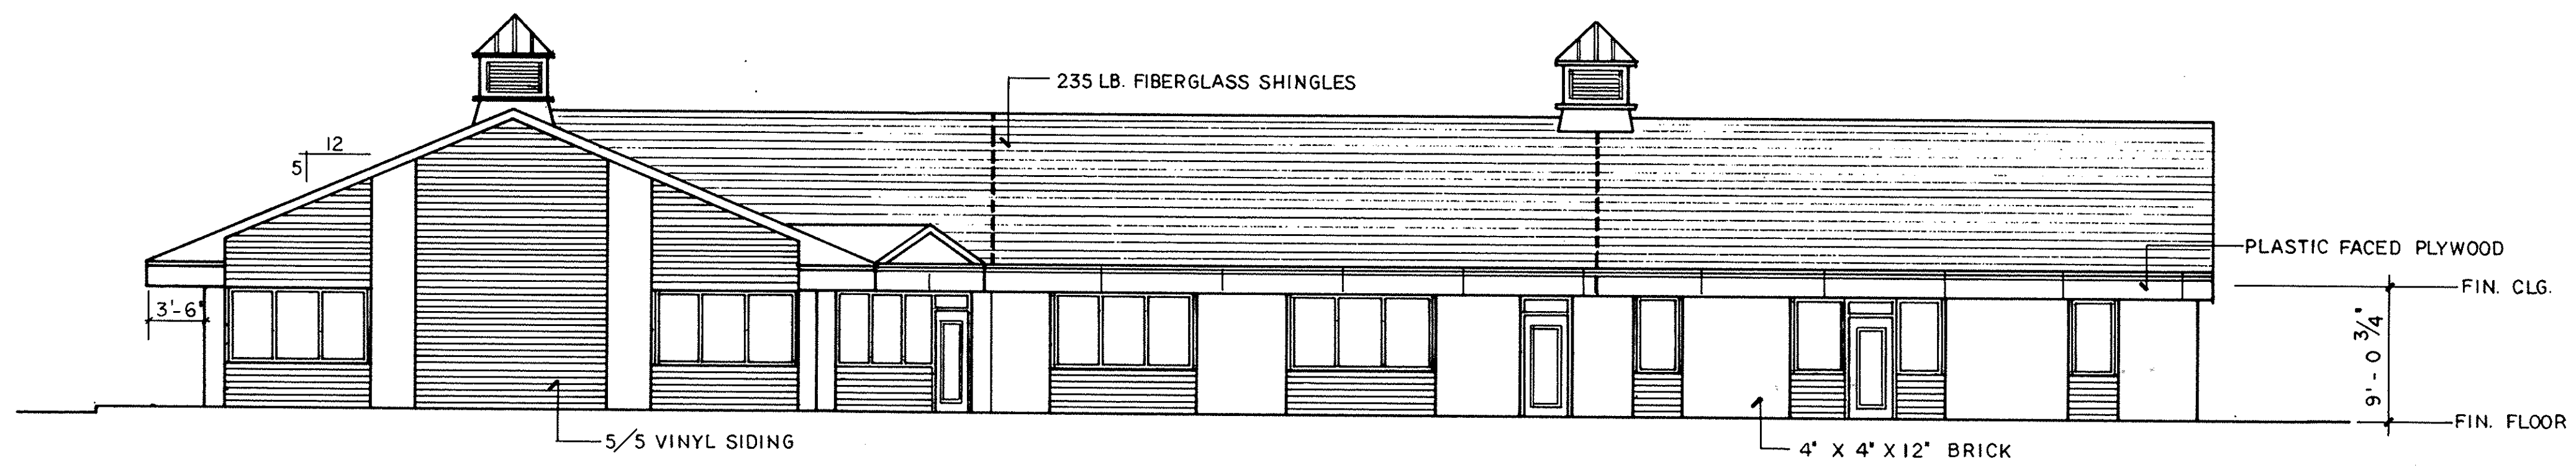 235 LB. FIBERGLASS SHINGLES
12
5
PLASTIC FACED PLYWOOD
FIN. CLG.
3'-6"
9'-0 3/4"
FIN. FLOOR
5/5 VINYL SIDING
4" X 4" X 12" BRICK